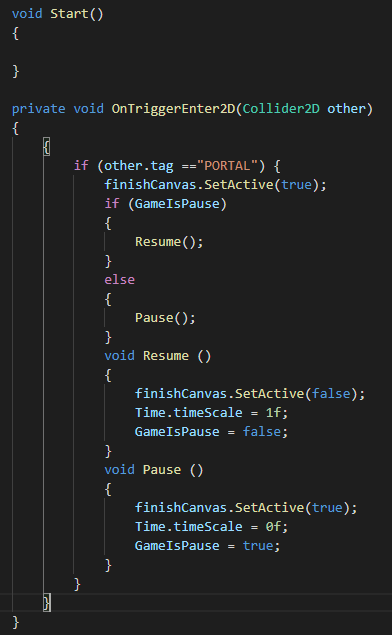 void Start()
{
}
private void OnTriggerEnter2D(Collider2D other)
{
{
if (other.tag =="PORTAL") {
finishCanvas.SetActive(true);
if (GameIsPause)
{
Resume();
}
else
{
Pause();
}
void Resume ()
{
finishCanvas.SetActive(false);
Time.timeScale = 1f;
GameIsPause = false;
}
void Pause ()
{
finishCanvas.SetActive(true);
Time.timeScale = 0f;
GameIsPause = true;
}
}
}
}